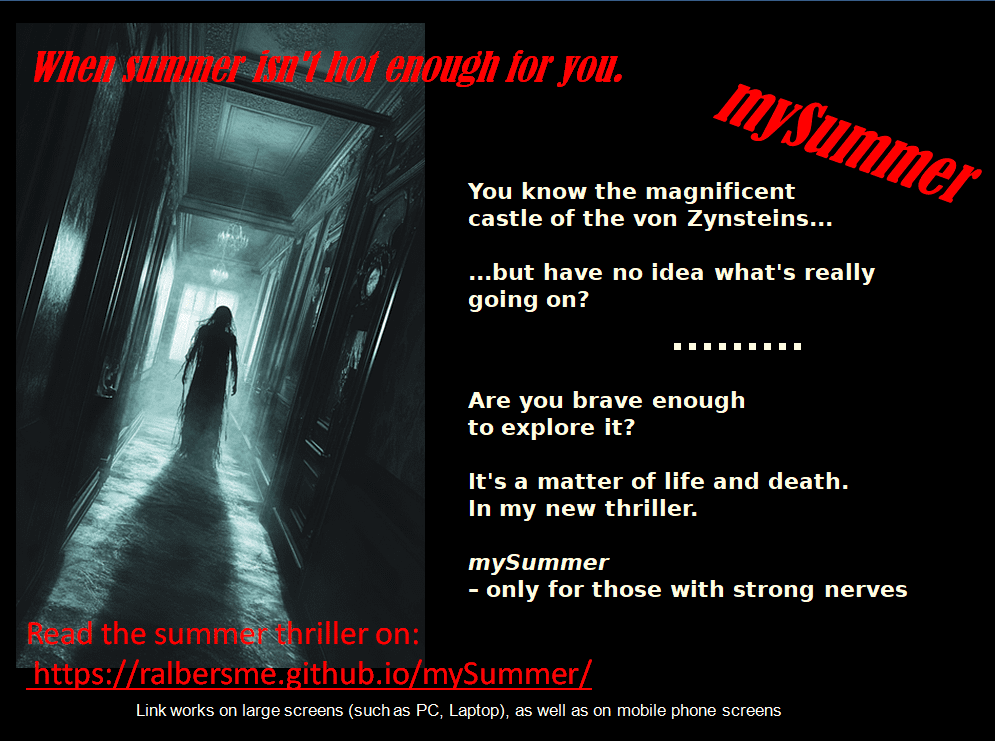 When summer isn't hot enough for you.
mySummer
You know the magnificent
castle of the von Zynsteins...
...but have no idea what's really
going on?
.........
Are you brave enough
to explore it?
It's a matter of life and death.
In my new thriller.
mySummer
– only for those with strong nerves
Read the summer thriller on:
https://ralbersme.github.io/mySummer/
Link works on large screens (such as PC, Laptop), as well as on mobile phone screens